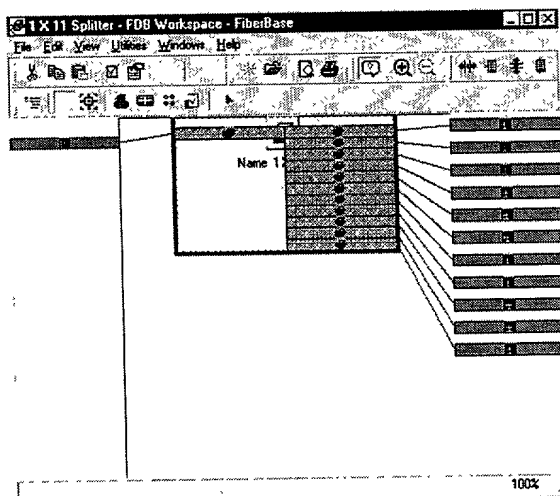 1 X 11 Splitter - FDB Workspace - FiberBase
File Edit View Utilities Windows Help
Name 1
100%